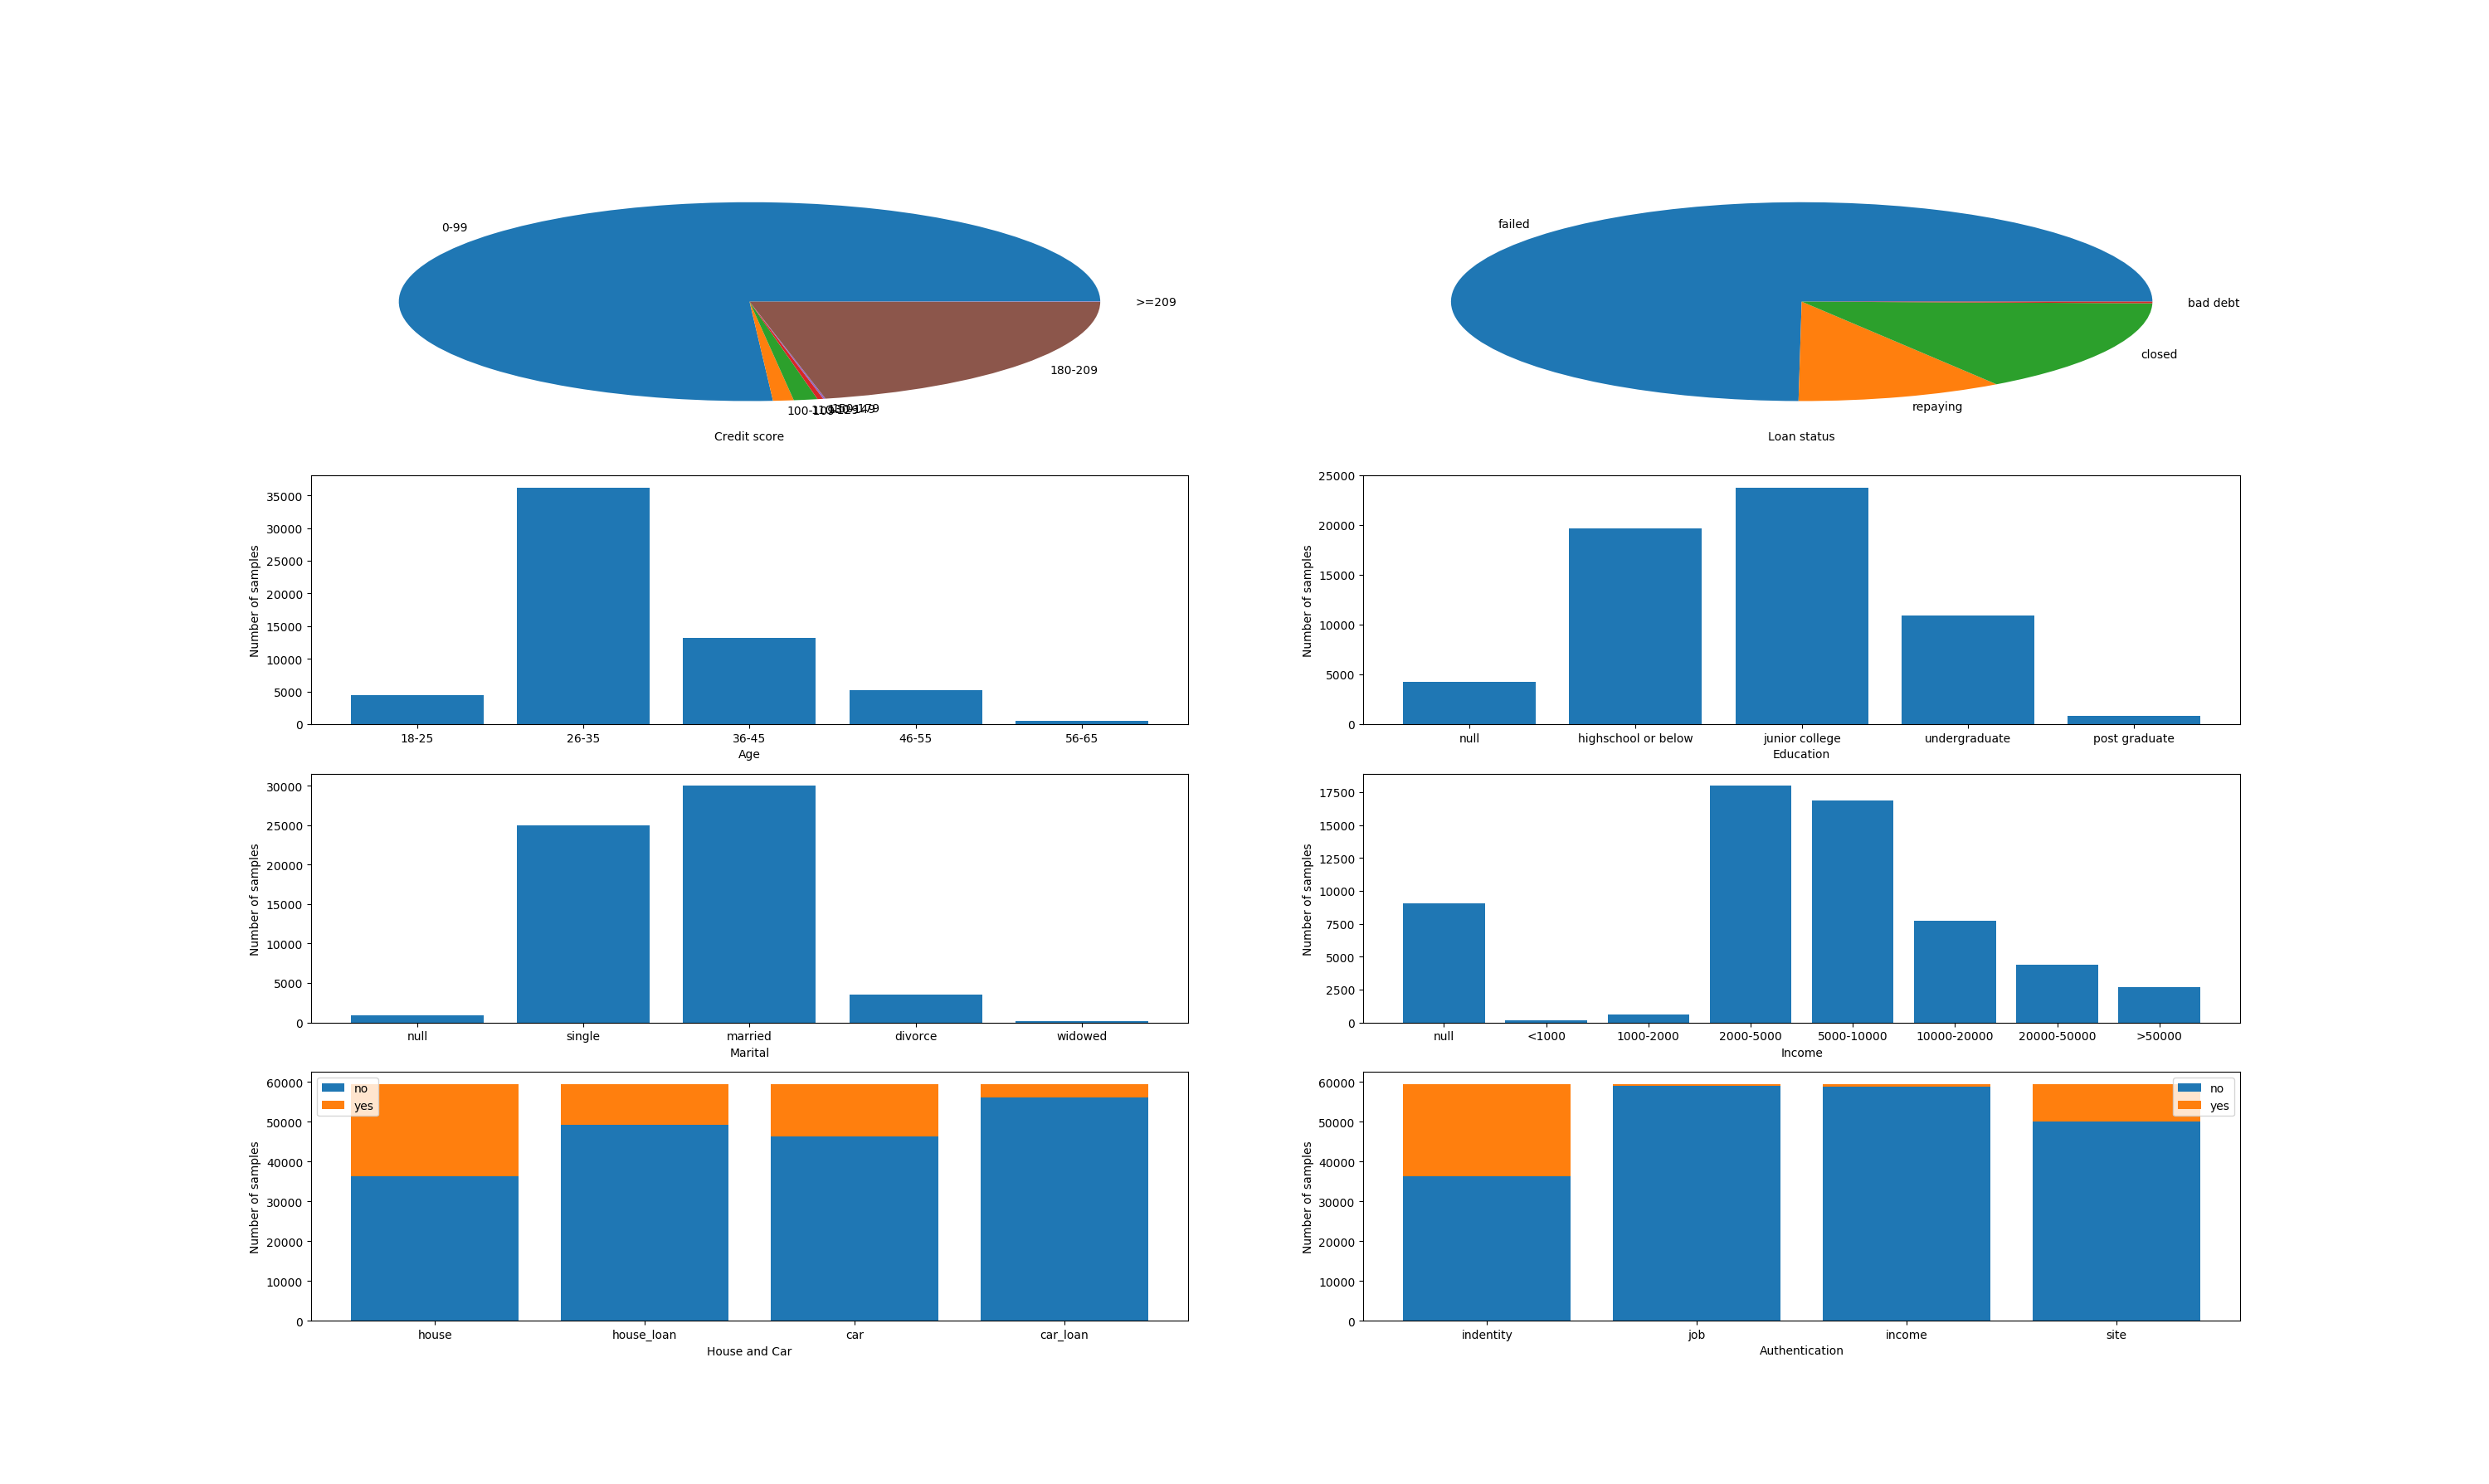 0-99
>=209
180-209
100-109
Credit score
failed
bad debt
closed
repaying
Loan status
35000
30000
25000
20000
15000
10000
5000
0
Number of samples
18-25
26-35
36-45
46-55
56-65
Age
25000
20000
15000
10000
5000
0
Number of samples
null
highschool or below
junior college
undergraduate
post graduate
Education
30000
25000
20000
15000
10000
5000
0
Number of samples
null
single
married
divorce
widowed
Marital
17500
15000
12500
10000
7500
5000
2500
0
Number of samples
null
<1000
1000-2000
2000-5000
5000-10000
10000-20000
20000-50000
>50000
Income
60000
50000
40000
30000
20000
10000
0
Number of samples
no
yes
house
house_loan
car
car_loan
House and Car
60000
50000
40000
30000
20000
10000
0
Number of samples
no
yes
indentity
job
income
site
Authentication